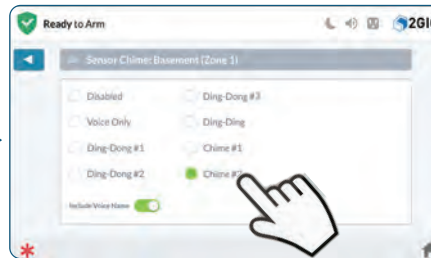 Ready to Arm
2GIG
Sensor Chime: Basement (Zone 1)
Disabled
Ding-Dong #3
Voice Only
Ding-Ding
Ding-Dong #1
Chime #1
Ding-Dong #2
Chime #2
Include Voice Name